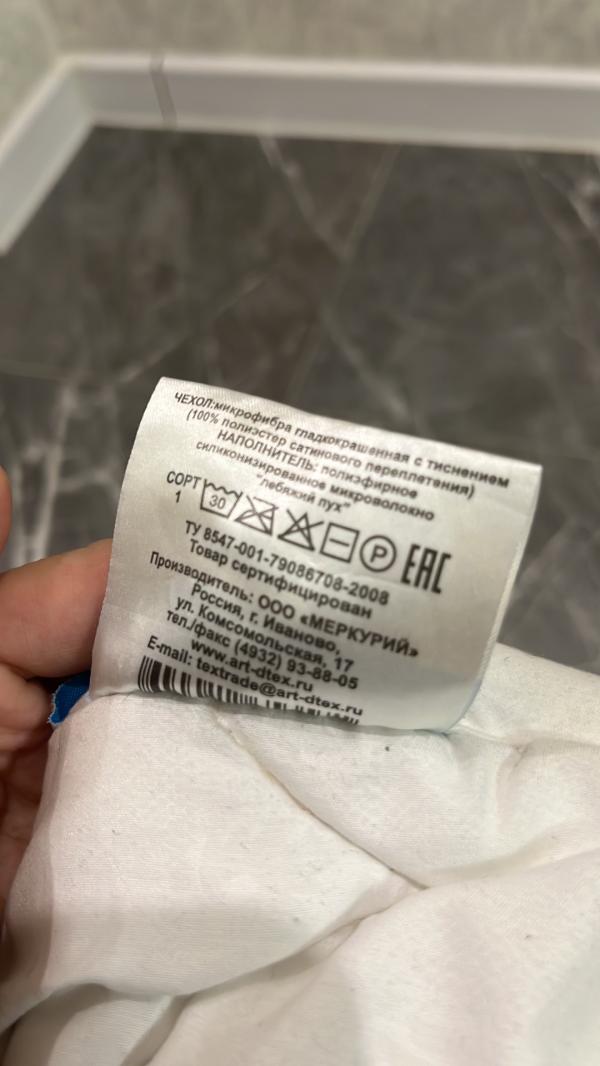 ЧЕХОЛ:микрофибра гладкокрашенная с тиснением
(100% полиэстер сатинового переплетения)
НАПОЛНИТЕЛЬ: полиэфирное
силиконизированное микроволокно
"лебяжий пух"
СОРТ
1
30
P
EAC
ТУ 8547-001-79086708-2008
Товар сертифицирован
Производитель: ООО «МЕРКУРИЙ»
Россия, г. Иваново,
ул. Комсомольская, 17
тел./факс (4932) 93-88-05
www.art-dtex.ru
E-mail: textrade@art-dtex.ru